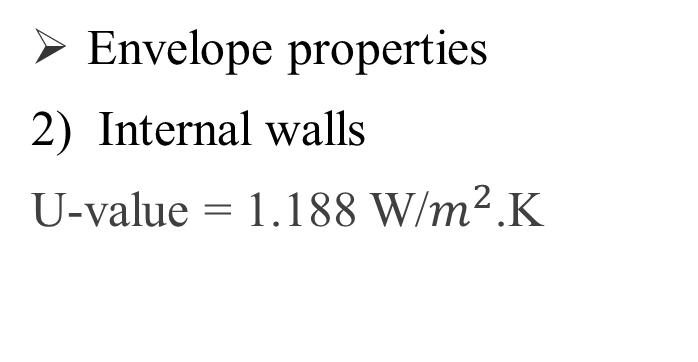 ➢ Envelope properties
2) Internal walls
U-value = 1.188 W/m².K